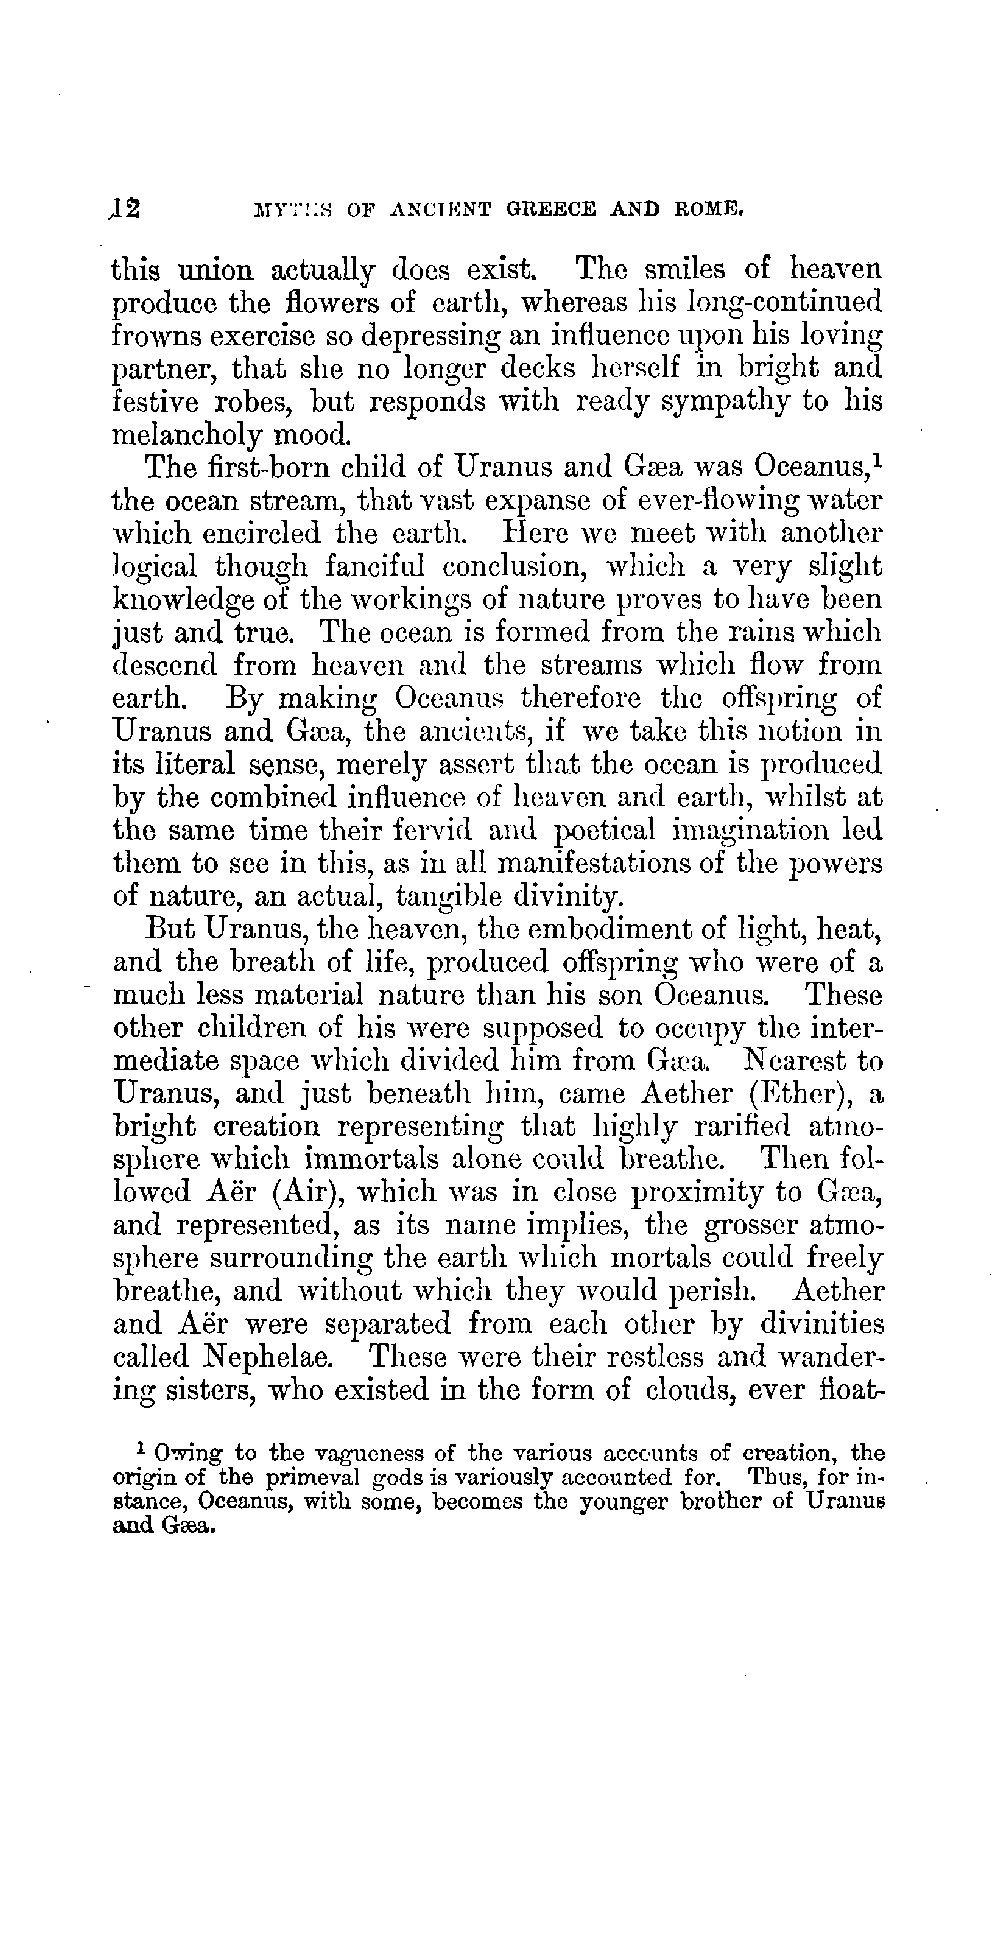 12 MYTHS OF ANCIENT GREECE AND ROME.
this union actually does exist. The smiles of heaven
produce the flowers of earth, whereas his long-continued
frowns exercise so depressing an influence upon his loving
partner, that she no longer decks herself in bright and
festive robes, but responds with ready sympathy to his
melancholy mood.
The first-born child of Uranus and Gæa was Oceanus,¹
the ocean stream, that vast expanse of ever-flowing water
which encircled the earth. Here we meet with another
logical though fanciful conclusion, which a very slight
knowledge of the workings of nature proves to have been
just and true. The ocean is formed from the rains which
descend from heaven and the streams which flow from
earth. By making Oceanus therefore the offspring of
Uranus and Gæa, the ancients, if we take this notion in
its literal sense, merely assert that the ocean is produced
by the combined influence of heaven and earth, whilst at
the same time their fervid and poetical imagination led
them to see in this, as in all manifestations of the powers
of nature, an actual, tangible divinity.
But Uranus, the heaven, the embodiment of light, heat,
and the breath of life, produced offspring who were of a
much less material nature than his son Oceanus. These
other children of his were supposed to occupy the inter-
mediate space which divided him from Gæa. Nearest to
Uranus, and just beneath him, came Aether (Ether), a
bright creation representing that highly rarified atmo-
sphere which immortals alone could breathe. Then fol-
lowed Aër (Air), which was in close proximity to Gæa,
and represented, as its name implies, the grosser atmo-
sphere surrounding the earth which mortals could freely
breathe, and without which they would perish. Aether
and Aër were separated from each other by divinities
called Nephelae. These were their restless and wander-
ing sisters, who existed in the form of clouds, ever float-
¹ Owing to the vagueness of the various accounts of creation, the
origin of the primeval gods is variously accounted for. Thus, for in-
stance, Oceanus, with some, becomes the younger brother of Uranus
and Gæa.